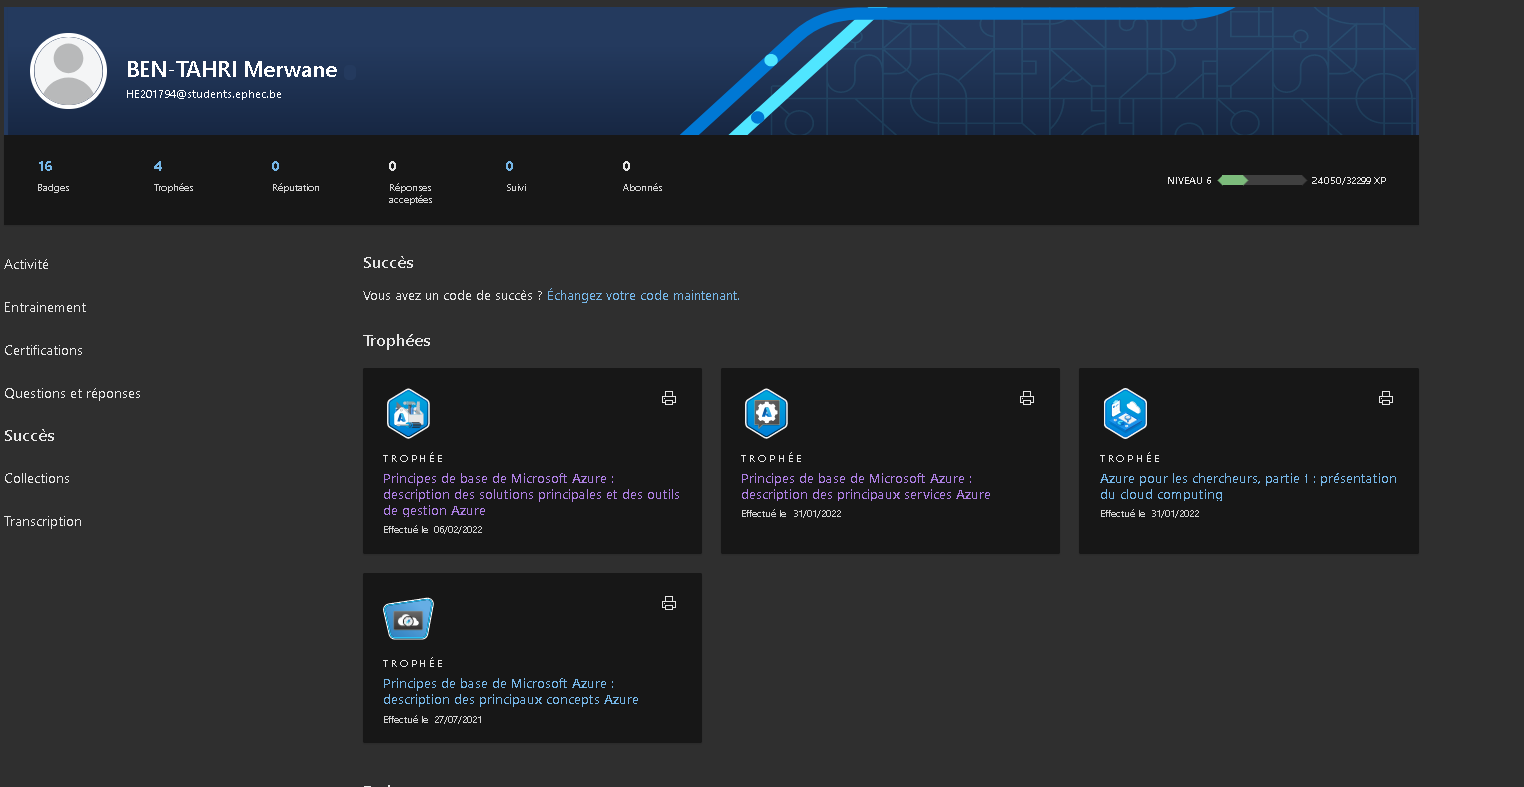 BEN-TAHRI Merwane
HE201794@students.ephec.be
16
Badges
4
Trophées
0
Réputation
0
Réponses
acceptées
0
Suivi
0
Abonnés
NIVEAU 6
24050/32299 XP
Activité
Entrainement
Certifications
Questions et réponses
Succès
Collections
Transcription
Succès
Vous avez un code de succès ? Échangez votre code maintenant.
Trophées
TROPHÉE
Principes de base de Microsoft Azure :
description des solutions principales et des outils
de gestion Azure
Effectué le 06/02/2022
TROPHÉE
Principes de base de Microsoft Azure :
description des principaux services Azure
Effectué le 31/01/2022
TROPHÉE
Azure pour les chercheurs, partie 1 : présentation
du cloud computing
Effectué le 31/01/2022
TROPHÉE
Principes de base de Microsoft Azure :
description des principaux concepts Azure
Effectué le 27/07/2021